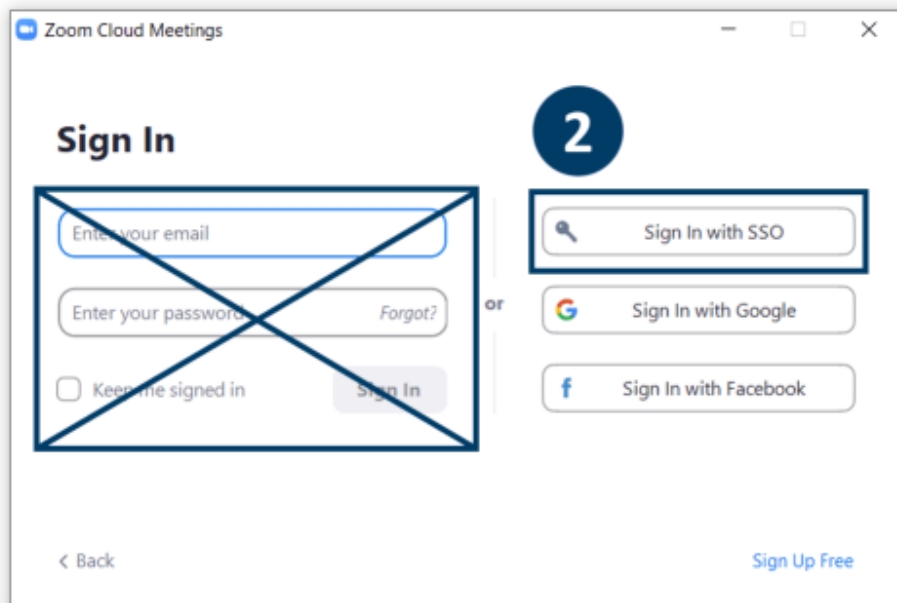 Zoom Cloud Meetings
Sign In
2
Enter your email
Enter your password
Forgot?
Keep me signed in
Sign In
or
Sign In with SSO
Sign In with Google
Sign In with Facebook
Back
Sign Up Free